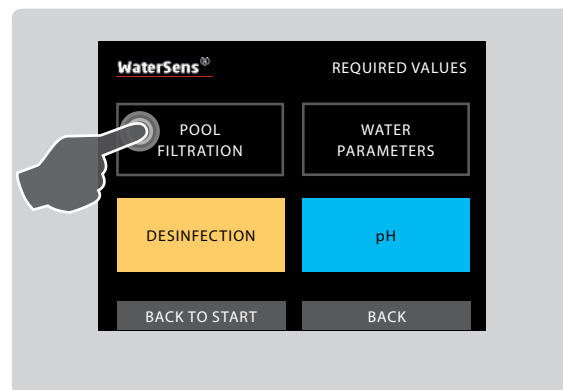 WaterSens®
REQUIRED VALUES
POOL
FILTRATION
WATER
PARAMETERS
DESINFECTION
pH
BACK TO START
BACK